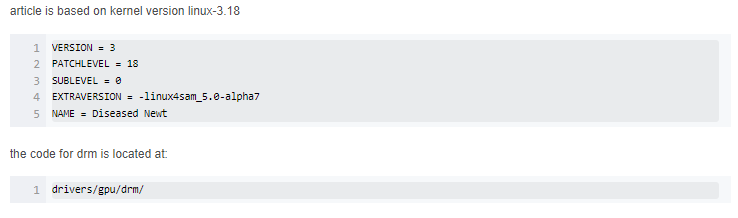 article is based on kernel version linux-3.18
1 VERSION = 3
2 PATCHLEVEL = 18
3 SUBLEVEL = 0
4 EXTRAVERSION = -linux4sam_5.0-alpha7
5 NAME = Diseased Newt
the code for drm is located at:
1 drivers/gpu/drm/